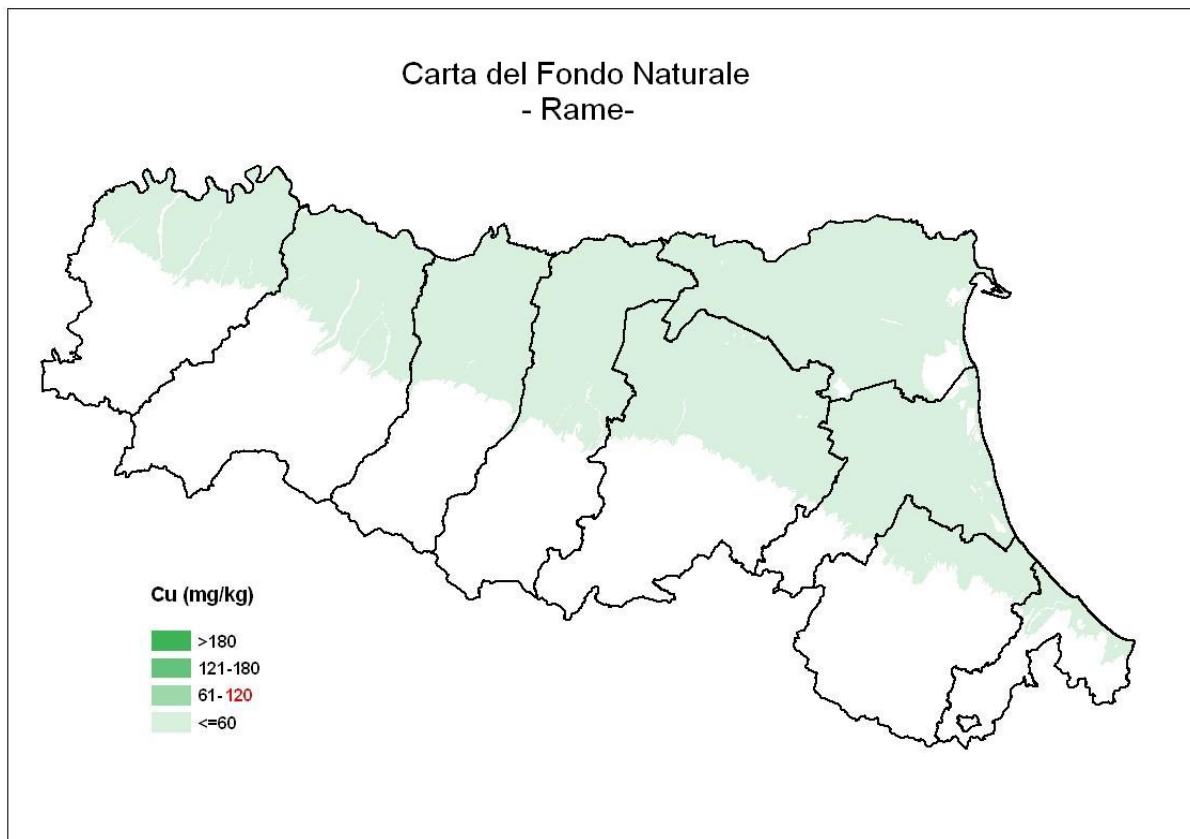 Carta del Fondo Naturale
- Rame-
Cu (mg/kg)
>180
121-180
61-120
<=60